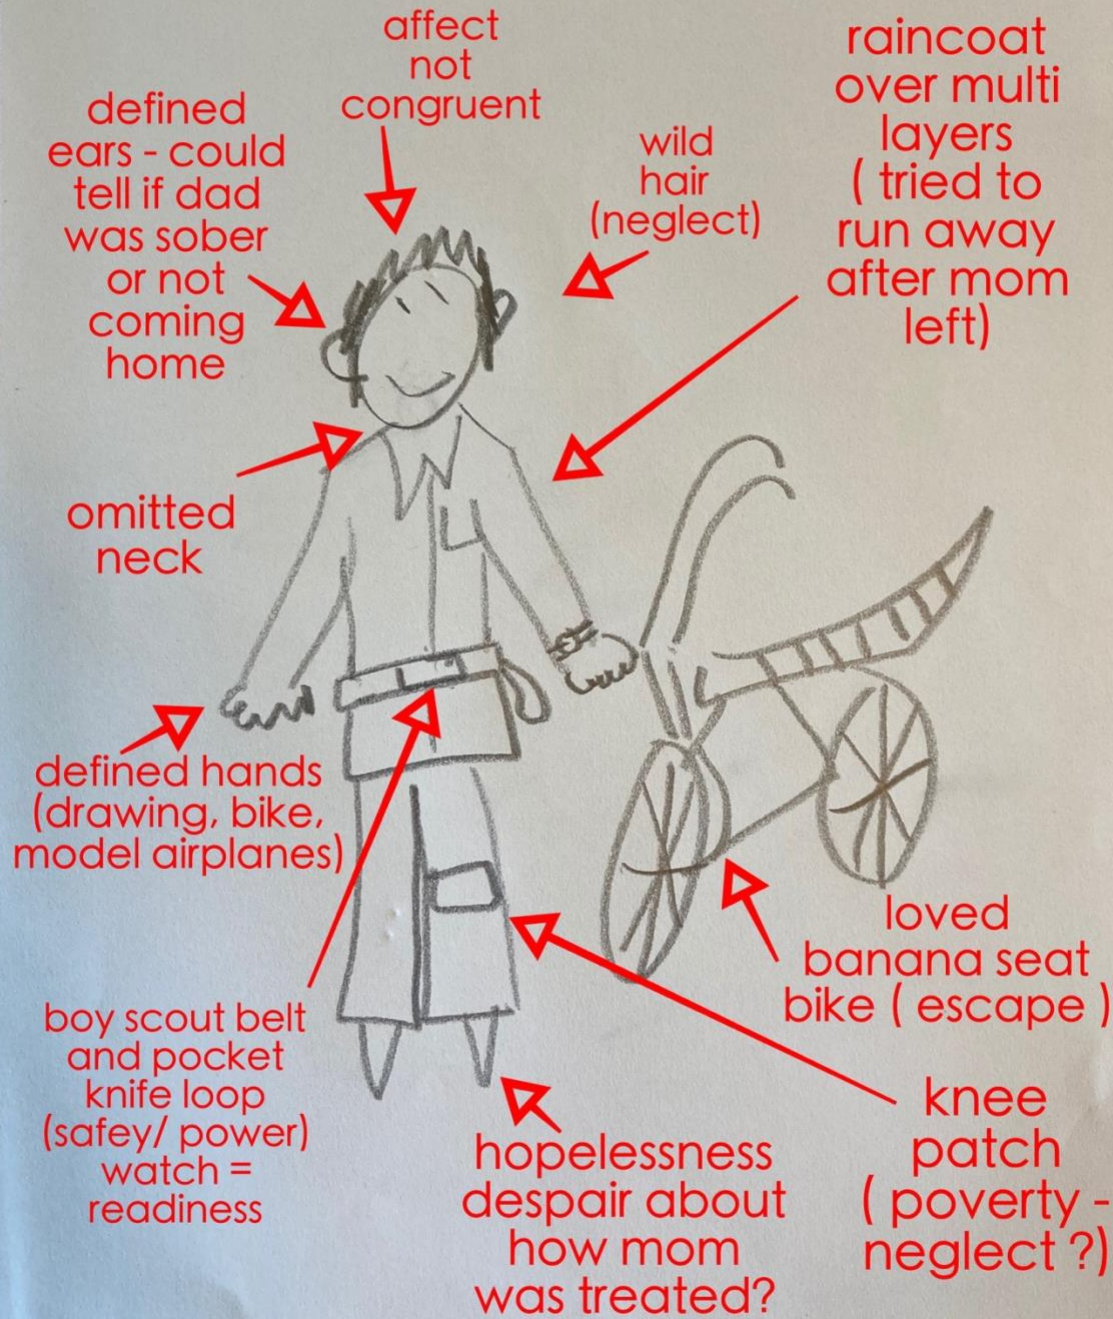 affect
not
congruent
defined
ears - could
tell if dad
was sober
or not
coming
home
wild
hair
(neglect)
raincoat
over multi
layers
( tried to
run away
after mom
left)
omitted
neck
defined hands
(drawing, bike,
model airplanes)
boy scout belt
and pocket
knife loop
(safey/ power)
watch =
readiness
loved
banana seat
bike ( escape )
knee
patch
( poverty -
neglect ?)
hopelessness
despair about
how mom
was treated?